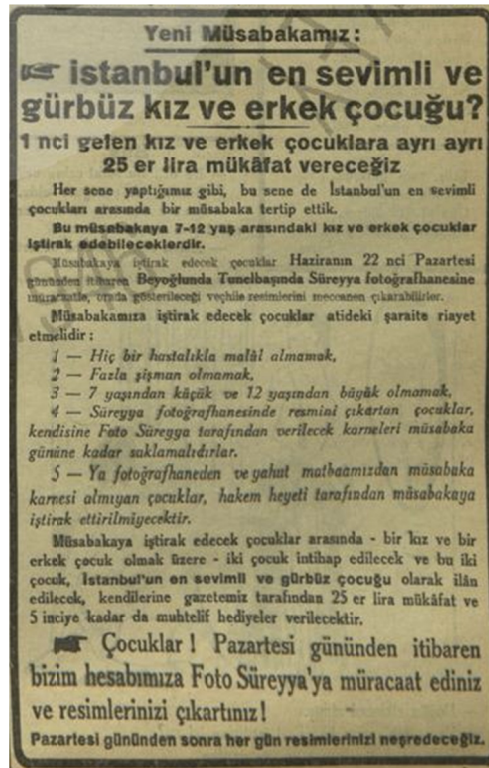 Yeni Müsabakamız:
☞ istanbul'un en sevimli ve
gürbüz kız ve erkek çocuğu?
1 nci gelen kız ve erkek çocuklara ayrı ayrı
25 er lira mükâfat vereceğiz
Her sene yaptığımız gibi, bu sene de İstanbul'un en sevimli
çocukları arasında bir müsabaka tertip ettik.
Bu müsabakaya 7-12 yaş arasındaki kız ve erkek çocuklar
iştirak edebileceklerdir.
Müsabakaya iştirak edecek çocuklar Haziranın 22 nci Pazartesi
gününden itibaren Beyoğlunda Tunelbaşında Süreyya fotoğrafhanesine
müracaatle, orada gösterileceği veçhile resimlerini meccanen çıkarabilirler.
Müsabakamıza iştirak edecek çocuklar atideki şeraite riayet
etmelidir:
1 — Hiç bir hastalıkla malûl olmamak,
2 — Fazla şişman olmamak,
3 — 7 yaşından küçük ve 12 yaşından büyük olmamak,
4 — Süreyya fotoğrafhanesinde resmini çıkartan çocuklar,
kendisine Foto Süreyya tarafından verilecek karneleri müsabaka
gününe kadar saklamalıdırlar.
5 — Ya fotoğrafhaneden ve yahut matbaamızdan müsabaka
karnesi almıyan çocuklar, hakem heyeti tarafından müsabakaya
iştirak ettirilmiyecektir.
Müsabakaya iştirak edecek çocuklar arasında - bir kız ve bir
erkek çocuk olmak üzere - iki çocuk intihap edilecek ve bu iki
çocuk, İstanbul'un en sevimli ve gürbüz çocuğu olarak ilân
edilecek, kendilerine gazetemiz tarafından 25 er lira mükâfat ve
5 inciye kadar da muhtelif hediyeler verilecektir.
☞ Çocuklar! Pazartesi gününden itibaren
bizim hesabımıza Foto Süreyya'ya müracaat ediniz
ve resimlerinizi çıkartınız!
Pazartesi gününden sonra her gün resimlerinizi neşredeceğiz.